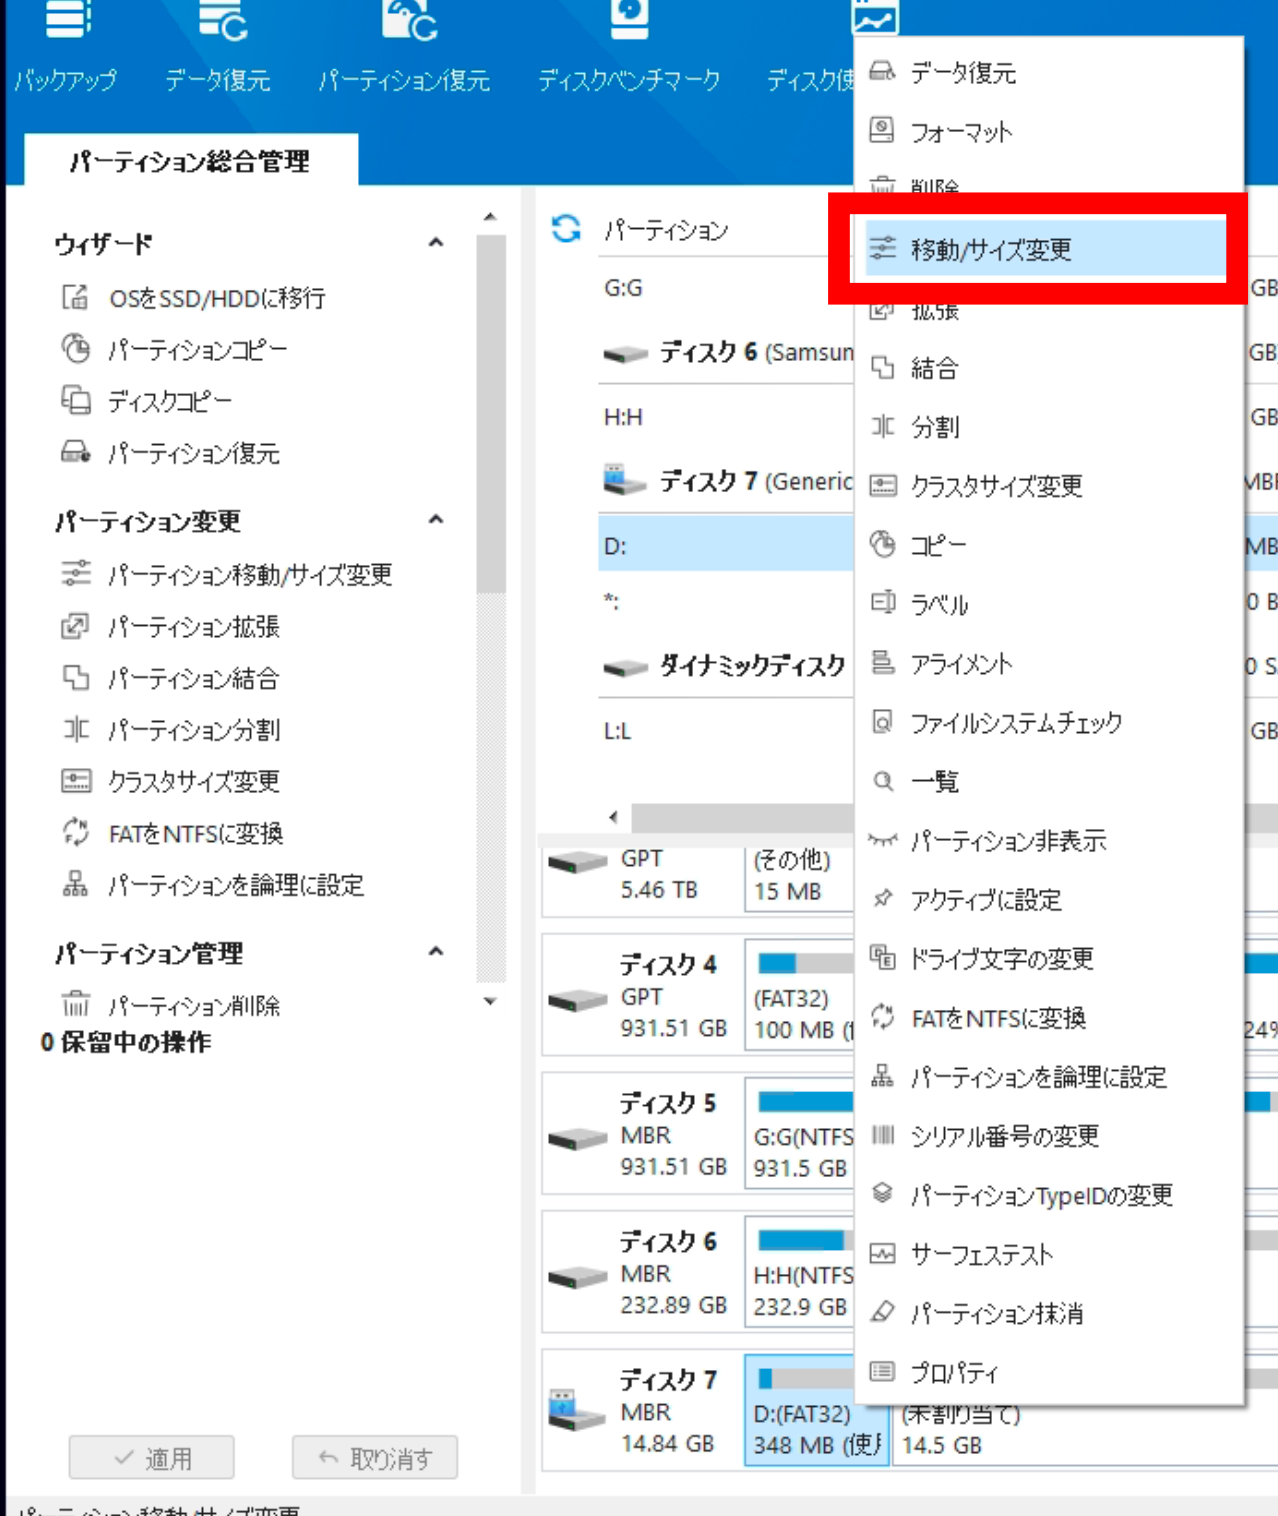 バックアップ
データ復元
パーティション復元
ディスクベンチマーク
ディスク使
パーティション総合管理
ウィザード
OSをSSD/HDDに移行
パーティションコピー
ディスクコピー
パーティション復元
パーティション変更
パーティション移動/サイズ変更
パーティション拡張
パーティション結合
パーティション分割
クラスタサイズ変更
FATをNTFSに変換
パーティションを論理に設定
パーティション管理
パーティション削除
0 保留中の操作
適用
取り消す
パーティション移動/サイズ変更
パーティション
G:G
GB
ディスク 6 (Samsun
GB
H:H
GB
ディスク 7 (Generic
MB
D:
MB
*:
0 B
ダイナミックディスク
0 S
L:L
GB
GPT
5.46 TB
(その他)
15 MB
ディスク 4
GPT
931.51 GB
(FAT32)
100 MB (
24%
ディスク 5
MBR
931.51 GB
G:G(NTFS
931.5 GB
ディスク 6
MBR
232.89 GB
H:H(NTFS
232.9 GB
ディスク 7
MBR
14.84 GB
D:(FAT32)
348 MB (使用
(未割り当て)
14.5 GB
データ復元
フォーマット
削除
移動/サイズ変更
拡張
結合
分割
クラスタサイズ変更
コピー
ラベル
アライメント
ファイルシステムチェック
一覧
パーティション非表示
アクティブに設定
ドライブ文字の変更
FATをNTFSに変換
パーティションを論理に設定
シリアル番号の変更
パーティションTypeIDの変更
サーフェステスト
パーティション抹消
プロパティ